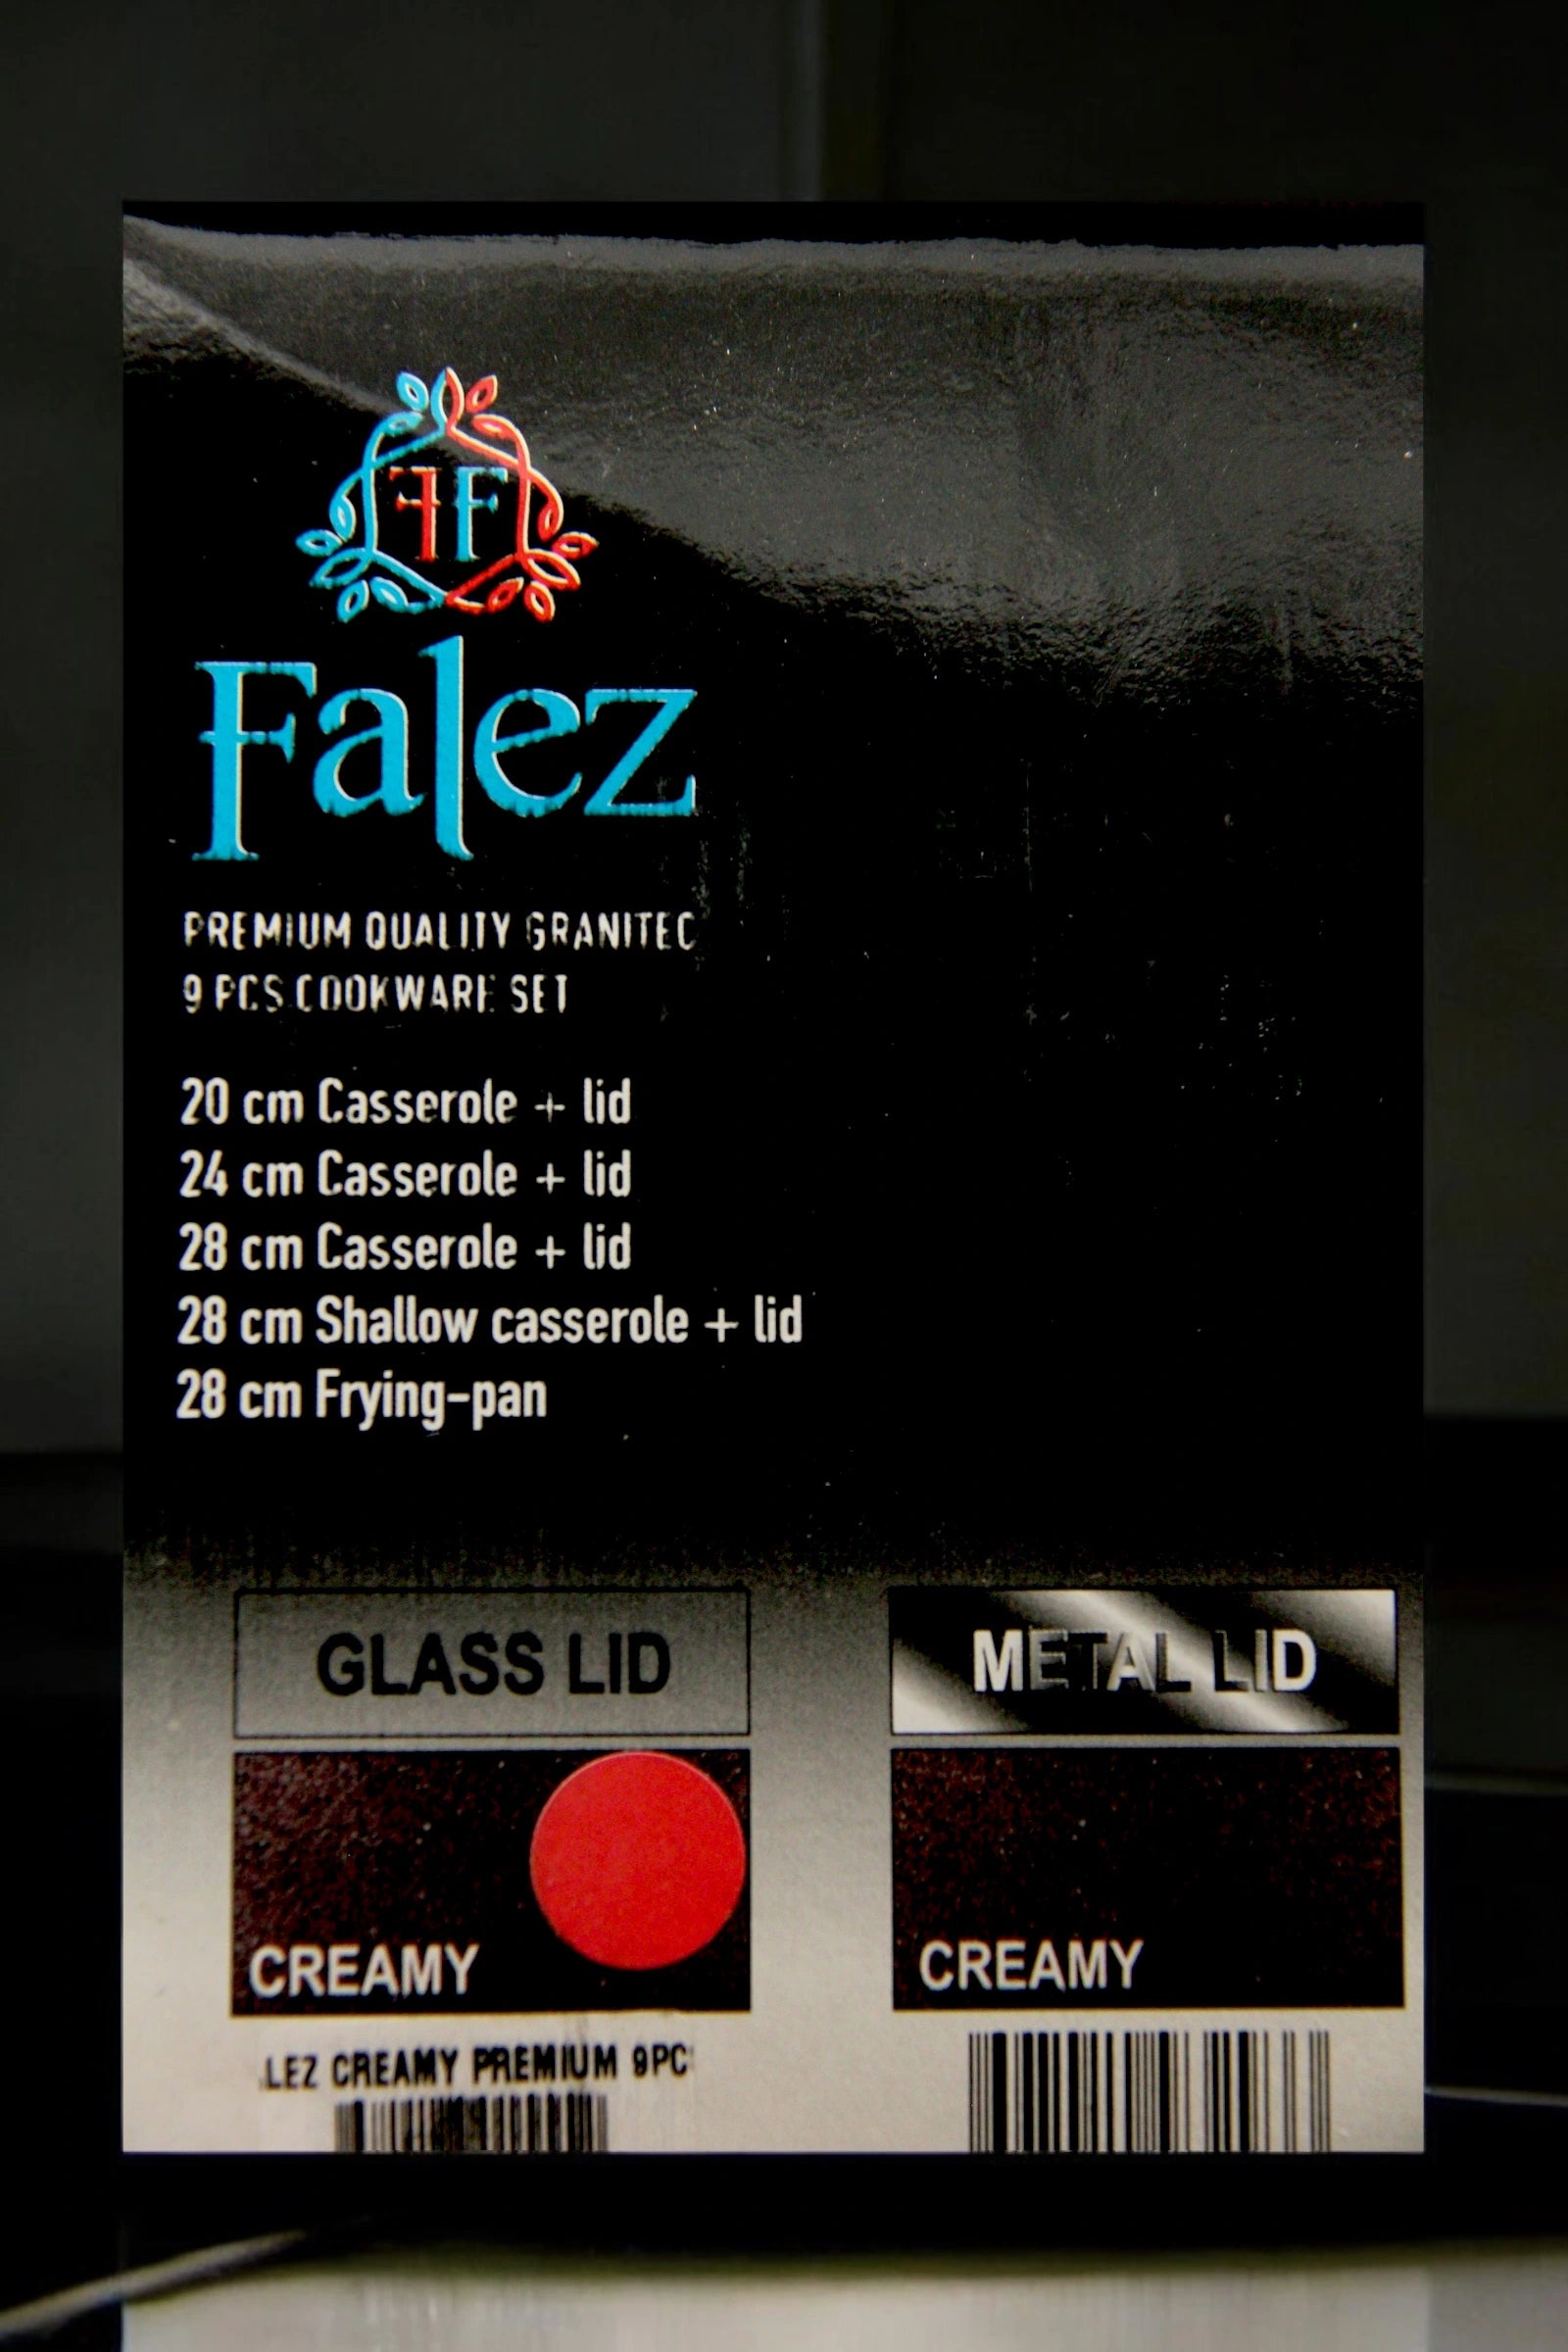 FF
Falez
PREMIUM QUALITY GRANITEC
9 PCS COOKWARE SET
20 cm Casserole + lid
24 cm Casserole + lid
28 cm Casserole + lid
28 cm Shallow casserole + lid
28 cm Frying-pan
GLASS LID
METAL LID
CREAMY
CREAMY
LEZ CREAMY PREMIUM 9PC